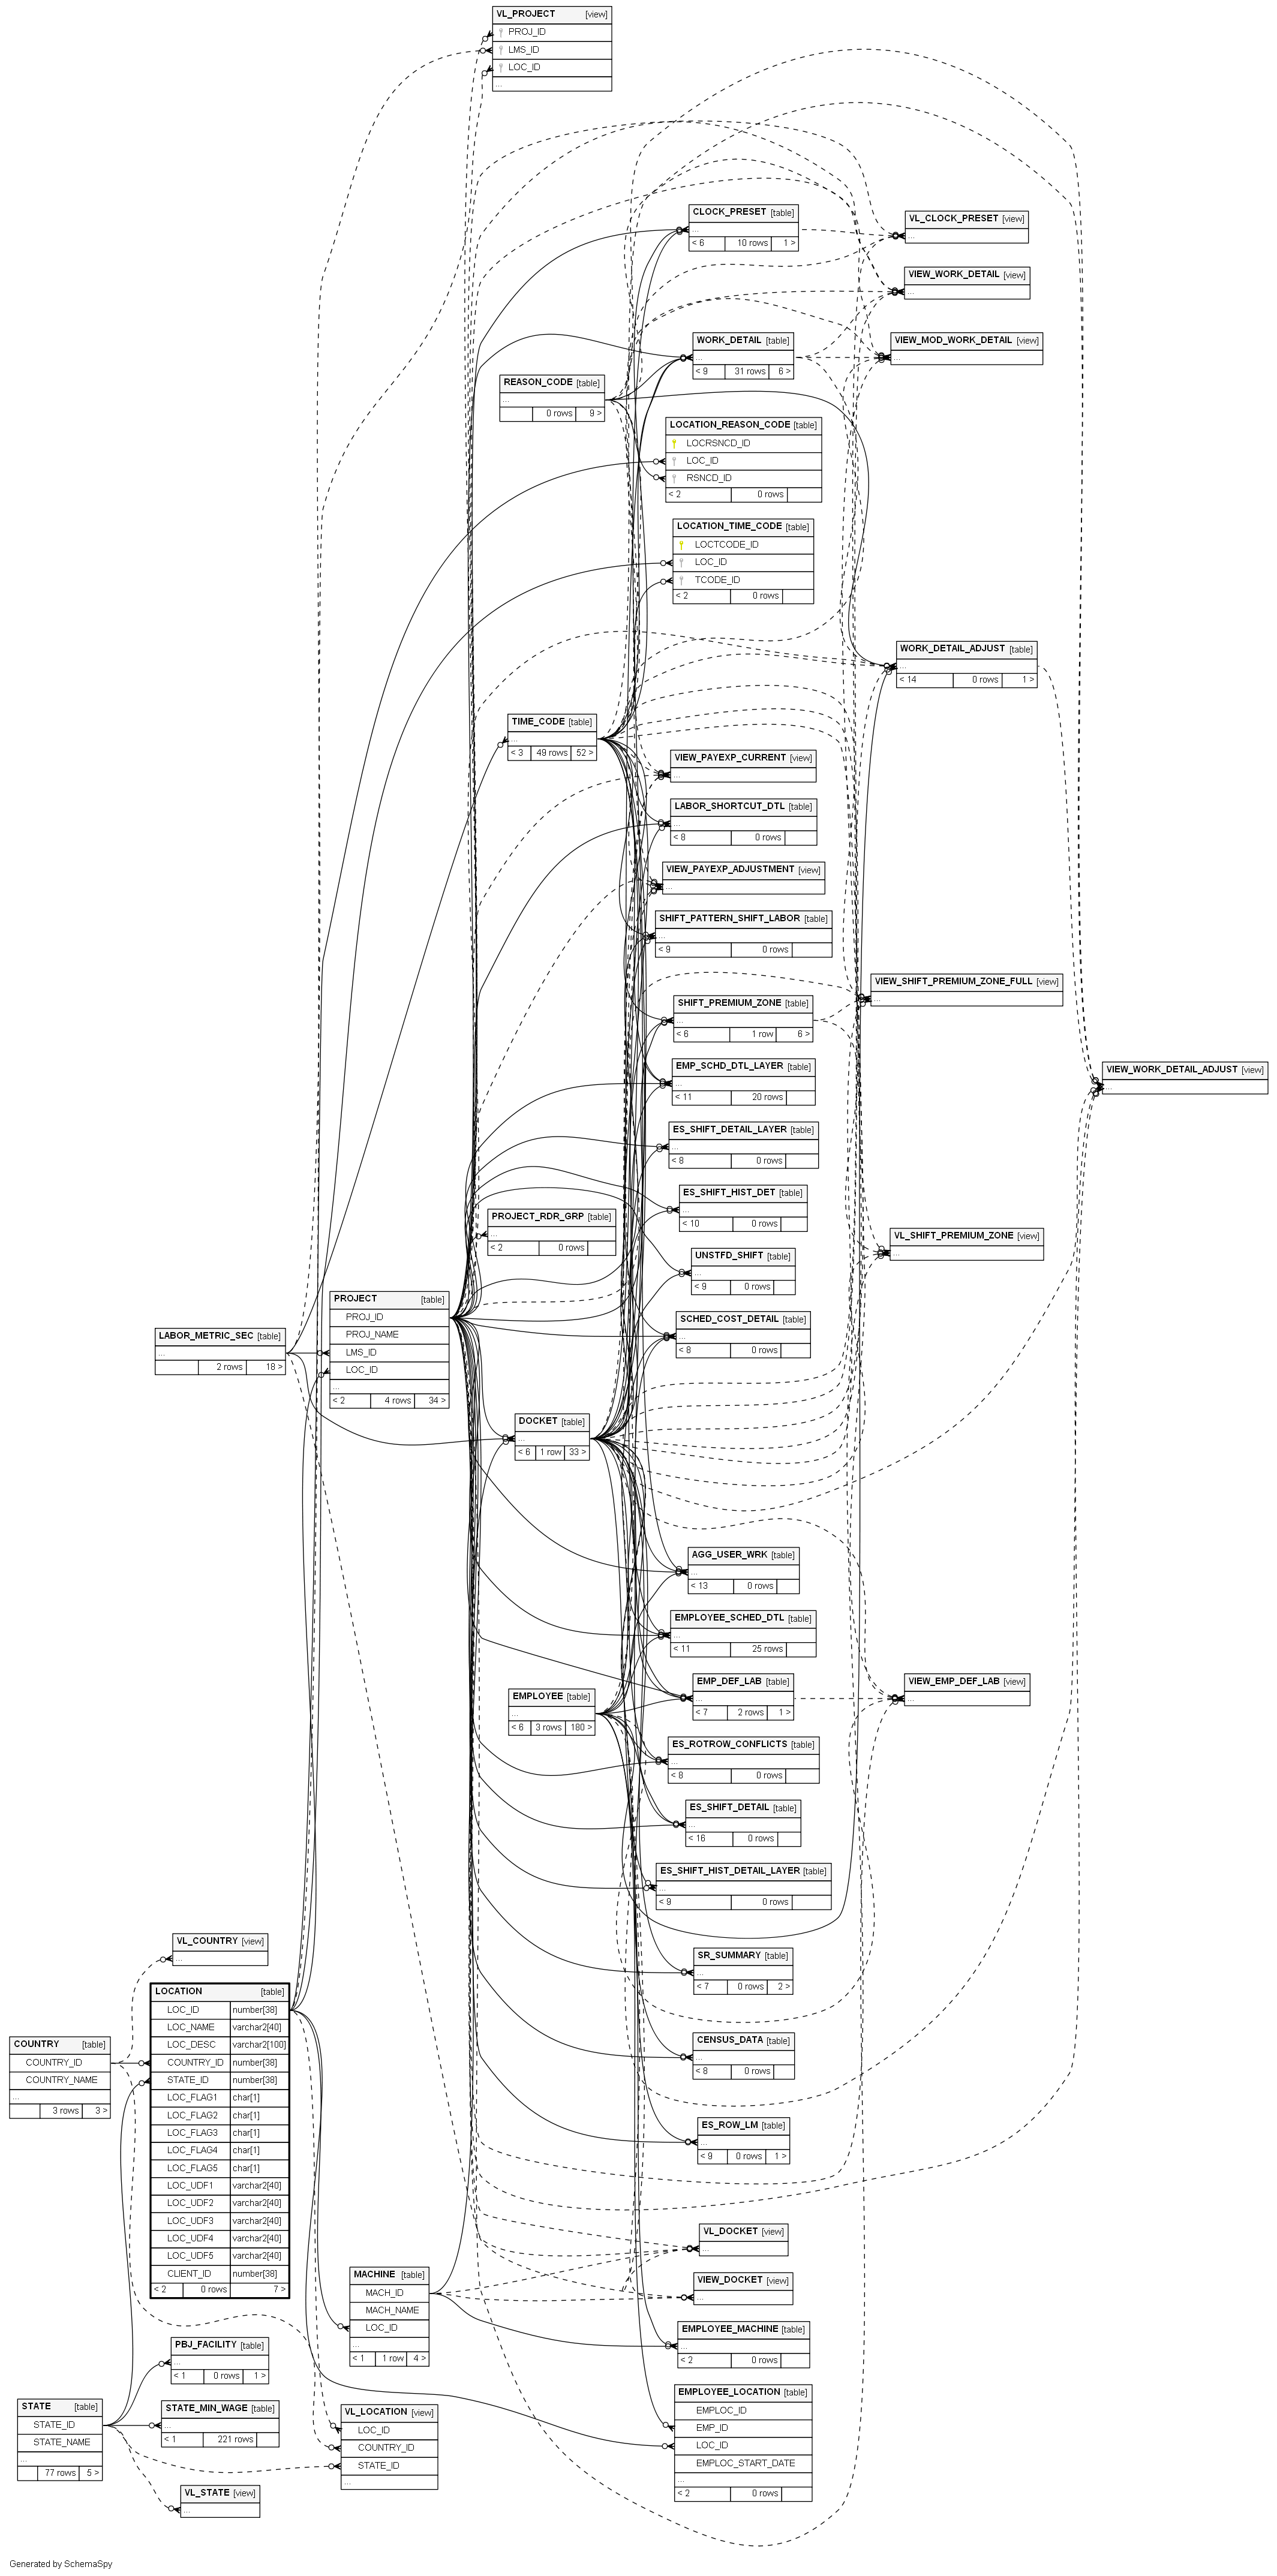 VL_PROJECT [view]
PROJ_ID
LMS_ID
LOC_ID
...
CLOCK_PRESET [table]
...
< 6 10 rows 1 >
VL_CLOCK_PRESET [view]
...
VIEW_WORK_DETAIL [view]
...
WORK_DETAIL [table]
...
< 9 31 rows 6 >
VIEW_MOD_WORK_DETAIL [view]
...
REASON_CODE [table]
...
0 rows 9 >
LOCATION_REASON_CODE [table]
LOCRSNCD_ID
LOC_ID
RSNCD_ID
< 2 0 rows
LOCATION_TIME_CODE [table]
LOCTCODE_ID
LOC_ID
TCODE_ID
< 2 0 rows
WORK_DETAIL_ADJUST [table]
...
< 14 0 rows 1 >
TIME_CODE [table]
...
< 3 49 rows 52 >
VIEW_PAYEXP_CURRENT [view]
...
LABOR_SHORTCUT_DTL [table]
...
< 8 0 rows
VIEW_PAYEXP_ADJUSTMENT [view]
...
SHIFT_PATTERN_SHIFT_LABOR [table]
...
< 9 0 rows
VIEW_SHIFT_PREMIUM_ZONE_FULL [view]
...
SHIFT_PREMIUM_ZONE [table]
...
< 6 1 row 6 >
EMP_SCHD_DTL_LAYER [table]
...
< 11 20 rows
VIEW_WORK_DETAIL_ADJUST [view]
...
ES_SHIFT_DETAIL_LAYER [table]
...
< 8 0 rows
ES_SHIFT_HIST_DET [table]
...
< 10 0 rows
PROJECT_RDR_GRP [table]
...
< 2 0 rows
VL_SHIFT_PREMIUM_ZONE [view]
...
UNSTFD_SHIFT [table]
...
< 9 0 rows
PROJECT [table]
PROJ_ID
PROJ_NAME
LMS_ID
LOC_ID
...
< 2 4 rows 34 >
SCHED_COST_DETAIL [table]
...
< 8 0 rows
LABOR_METRIC_SEC [table]
...
2 rows 18 >
DOCKET [table]
...
< 6 1 row 33 >
AGG_USER_WRK [table]
...
< 13 0 rows
EMPLOYEE_SCHED_DTL [table]
...
< 11 25 rows
EMP_DEF_LAB [table]
...
< 7 2 rows 1 >
VIEW_EMP_DEF_LAB [view]
...
EMPLOYEE [table]
...
< 6 3 rows 180 >
ES_ROTROW_CONFLICTS [table]
...
< 8 0 rows
ES_SHIFT_DETAIL [table]
...
< 16 0 rows
ES_SHIFT_HIST_DETAIL_LAYER [table]
...
< 9 0 rows
VL_COUNTRY [view]
...
SR_SUMMARY [table]
...
< 7 0 rows 2 >
LOCATION [table]
LOC_ID number[38]
LOC_NAME varchar2[40]
LOC_DESC varchar2[100]
COUNTRY_ID number[38]
STATE_ID number[38]
LOC_FLAG1 char[1]
LOC_FLAG2 char[1]
LOC_FLAG3 char[1]
LOC_FLAG4 char[1]
LOC_FLAG5 char[1]
LOC_UDF1 varchar2[40]
LOC_UDF2 varchar2[40]
LOC_UDF3 varchar2[40]
LOC_UDF4 varchar2[40]
LOC_UDF5 varchar2[40]
CLIENT_ID number[38]
< 2 0 rows 7 >
COUNTRY [table]
COUNTRY_ID
COUNTRY_NAME
...
3 rows 3 >
CENSUS_DATA [table]
...
< 8 0 rows
ES_ROW_LM [table]
...
< 9 0 rows 1 >
VL_DOCKET [view]
...
MACHINE [table]
MACH_ID
MACH_NAME
LOC_ID
...
< 1 1 row 4 >
VIEW_DOCKET [view]
...
EMPLOYEE_MACHINE [table]
...
< 2 0 rows
PBJ_FACILITY [table]
...
< 1 0 rows 1 >
STATE [table]
STATE_ID
STATE_NAME
...
77 rows 5 >
STATE_MIN_WAGE [table]
...
< 1 221 rows
VL_LOCATION [view]
LOC_ID
COUNTRY_ID
STATE_ID
...
EMPLOYEE_LOCATION [table]
EMPLOC_ID
EMP_ID
LOC_ID
EMPLOC_START_DATE
...
< 2 0 rows
VL_STATE [view]
...
Generated by SchemaSpy